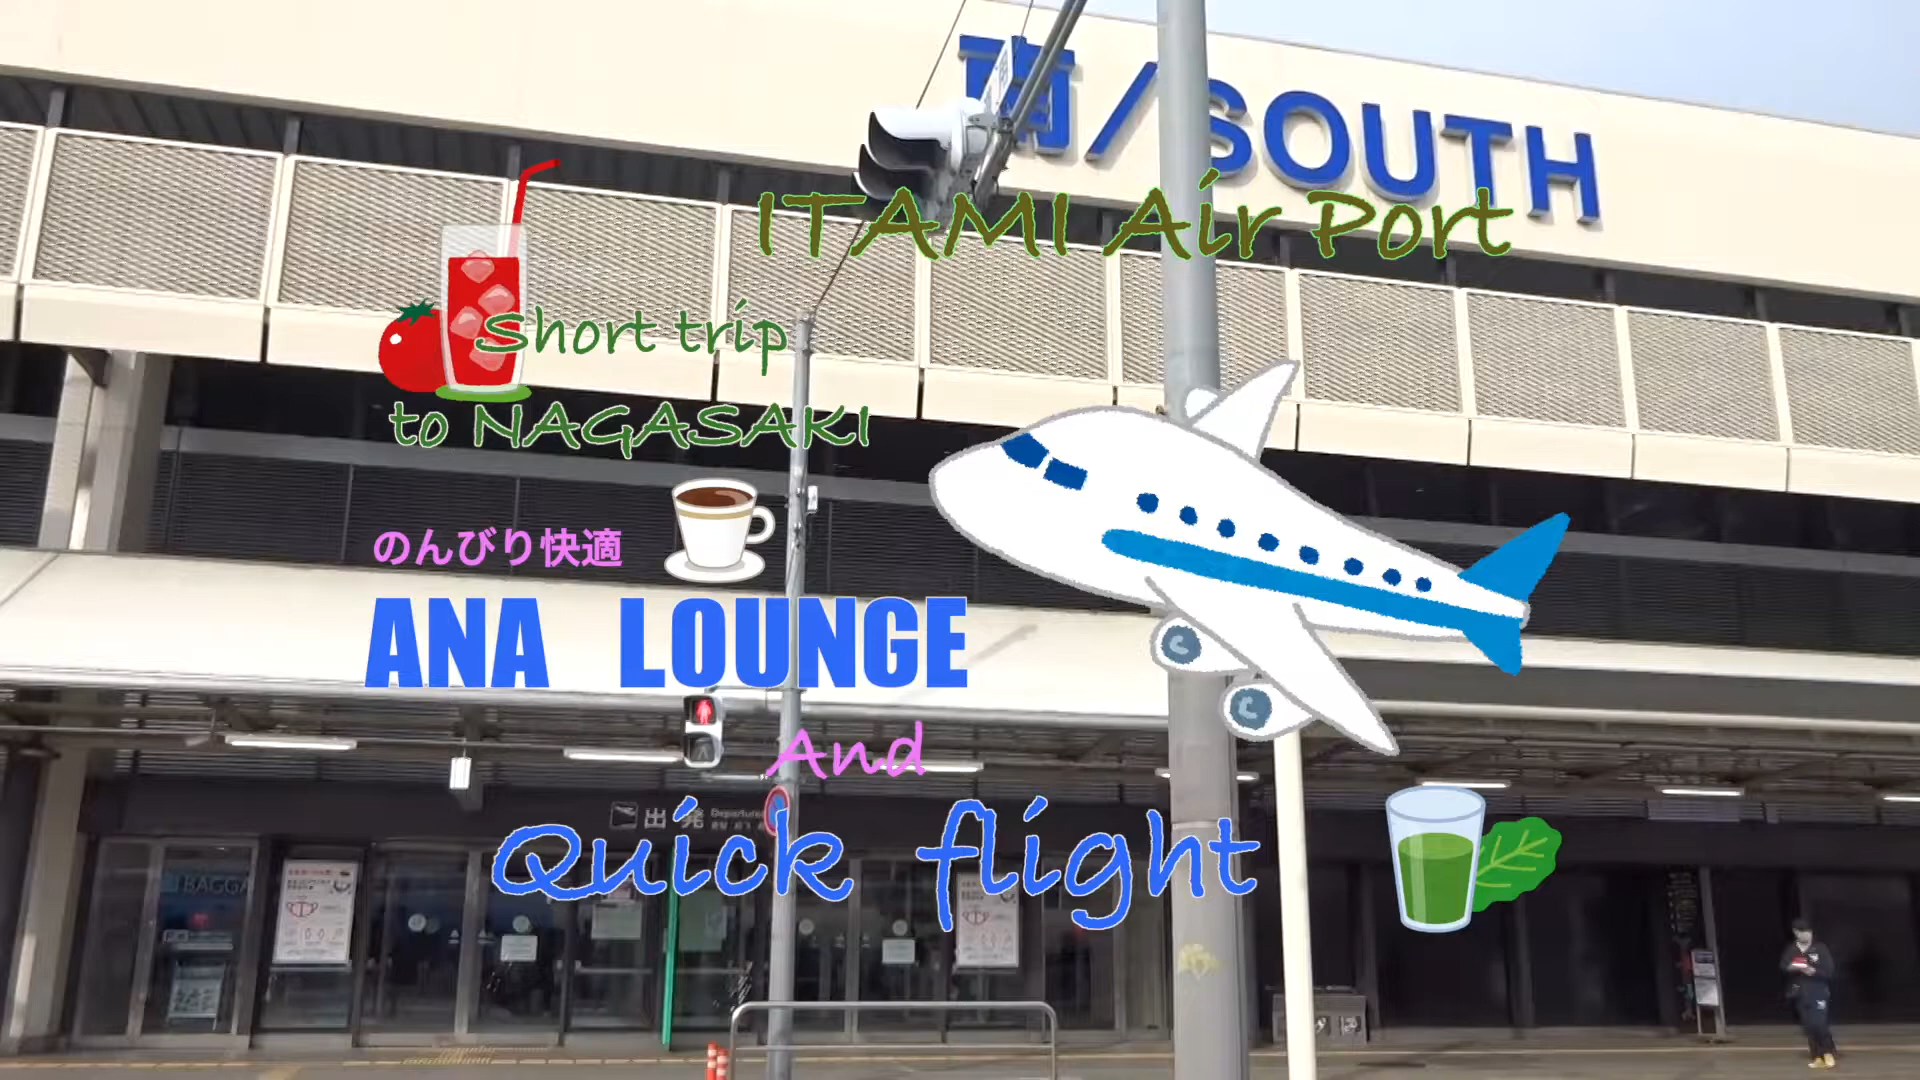 南/SOUTH
ITAMI Air Port
Short trip
to NAGASAKI
のんびり快適
ANA LOUNGE
And
出発 Departures
Quick flight
BAGGA